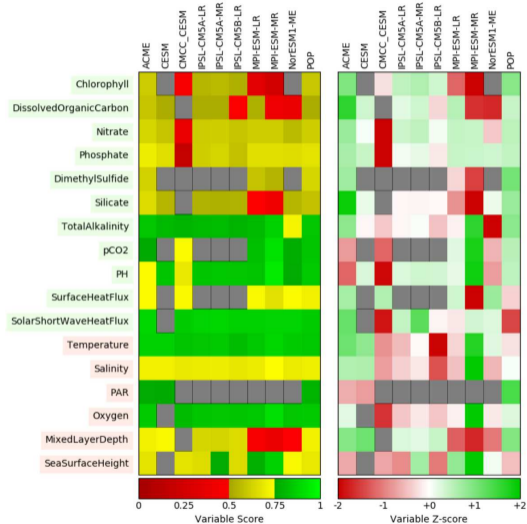 ACME CESM CMCC_CESM IPSL-CM5A-LR IPSL-CM5A-MR IPSL-CM5B-LR MPI-ESM-LR MPI-ESM-MR NorESM1-ME POP
ACME CESM CMCC_CESM IPSL-CM5A-LR IPSL-CM5A-MR IPSL-CM5B-LR MPI-ESM-LR MPI-ESM-MR NorESM1-ME POP
Chlorophyll
DissolvedOrganicCarbon
Nitrate
Phosphate
DimethylSulfide
Silicate
TotalAlkalinity
pCO2
PH
SurfaceHeatFlux
SolarShortWaveHeatFlux
Temperature
Salinity
PAR
Oxygen
MixedLayerDepth
SeaSurfaceHeight
0 0.25 0.5 0.75 1
Variable Score
-2 -1 +0 +1 +2
Variable Z-score